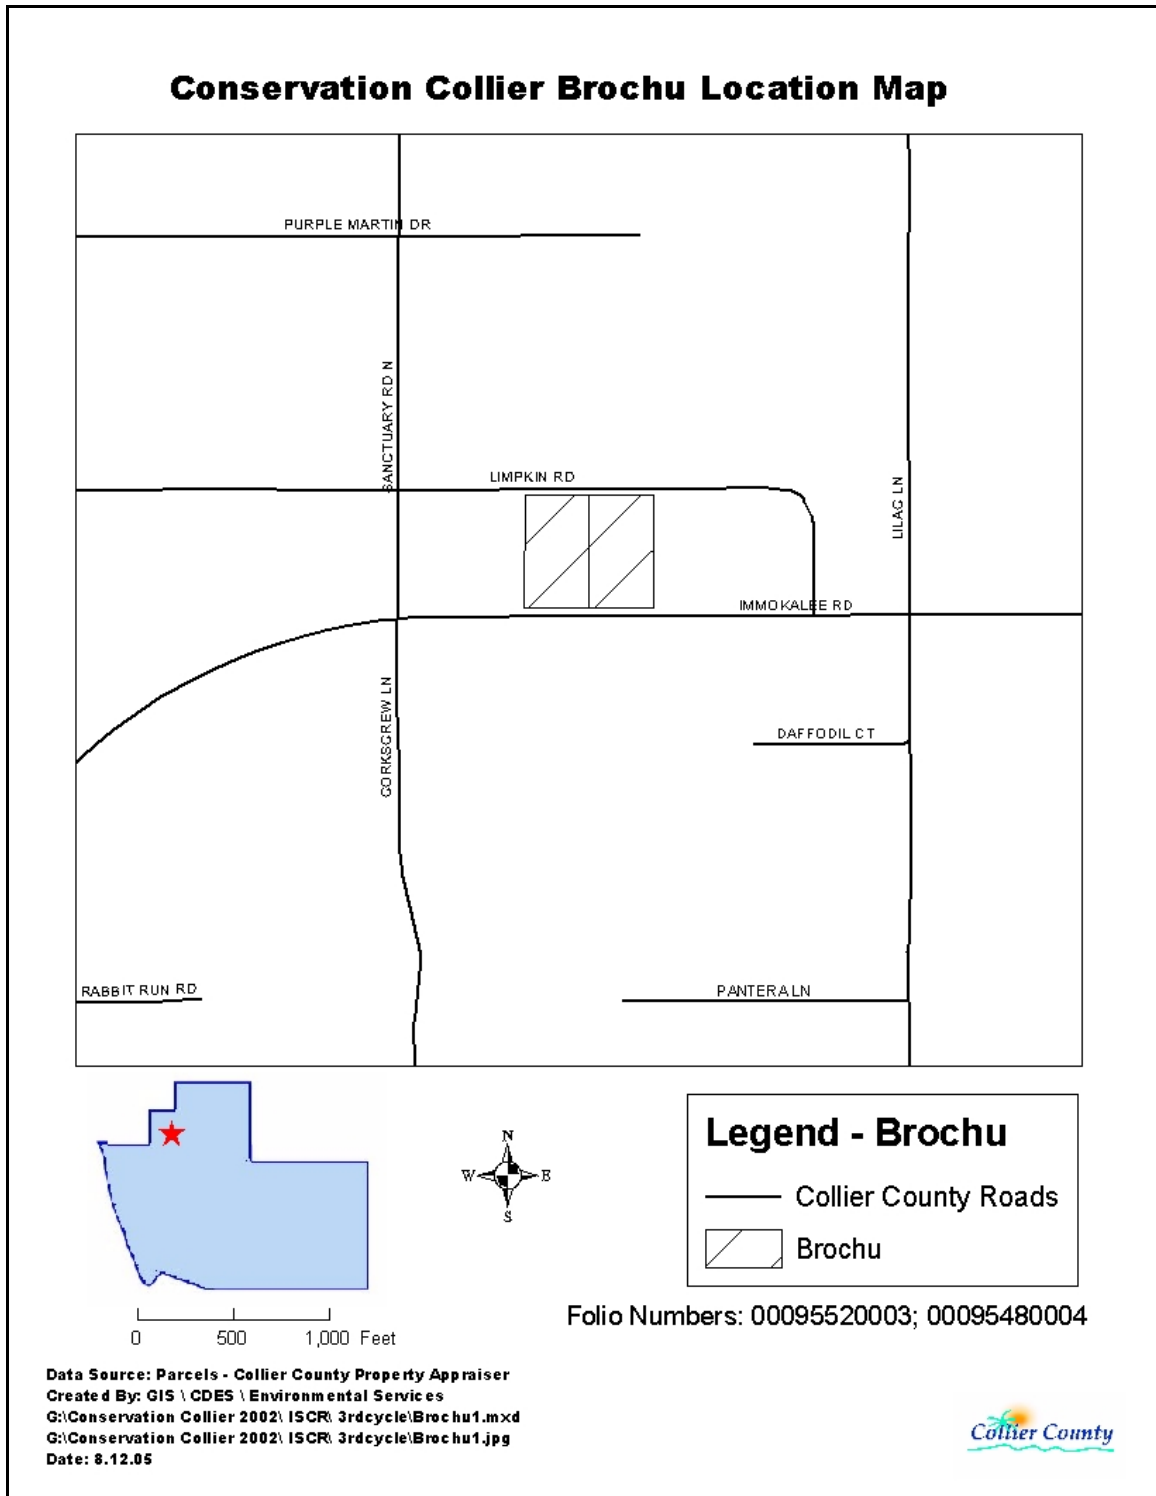 Conservation Collier Brochu Location Map
PURPLE MARTIN DR
SANCTUARY RD N
LIMPKIN RD
LILAC LN
IMMOKALEE RD
CORKSCREW LN
DAFFODIL CT
RABBIT RUN RD
PANTERA LN
N
W E
S
Legend - Brochu
Collier County Roads
Brochu
Folio Numbers: 00095520003; 00095480004
0 500 1,000 Feet
Data Source: Parcels - Collier County Property Appraiser
Created By: GIS \ CDES \ Environmental Services
G:\Conservation Collier 2002\ ISCR\ 3rdcycle\Brochu1.mxd
G:\Conservation Collier 2002\ ISCR\ 3rdcycle\Brochu1.jpg
Date: 8.12.05
Collier County